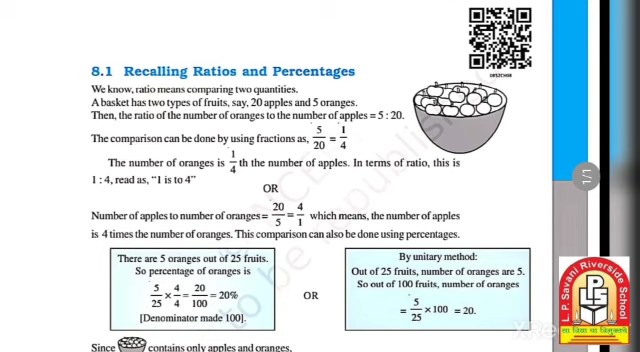 0852CH08
8.1 Recalling Ratios and Percentages
We know, ratio means comparing two quantities.
A basket has two types of fruits, say, 20 apples and 5 oranges.
Then, the ratio of the number of oranges to the number of apples = 5 : 20.
The comparison can be done by using fractions as, 5/20 = 1/4
The number of oranges is 1/4 th the number of apples. In terms of ratio, this is
1 : 4, read as, "1 is to 4"
OR
Number of apples to number of oranges = 20/5 = 4/1 which means, the number of apples
is 4 times the number of oranges. This comparison can also be done using percentages.
There are 5 oranges out of 25 fruits.
So percentage of oranges is
5/25 × 4/4 = 20/100 = 20%
[Denominator made 100].
OR
By unitary method:
Out of 25 fruits, number of oranges are 5.
So out of 100 fruits, number of oranges
= 5/25 × 100 = 20.
Since contains only apples and oranges,
1/1
L. P. Savani Riverside School
LPS
सा विद्या या विमुक्तये